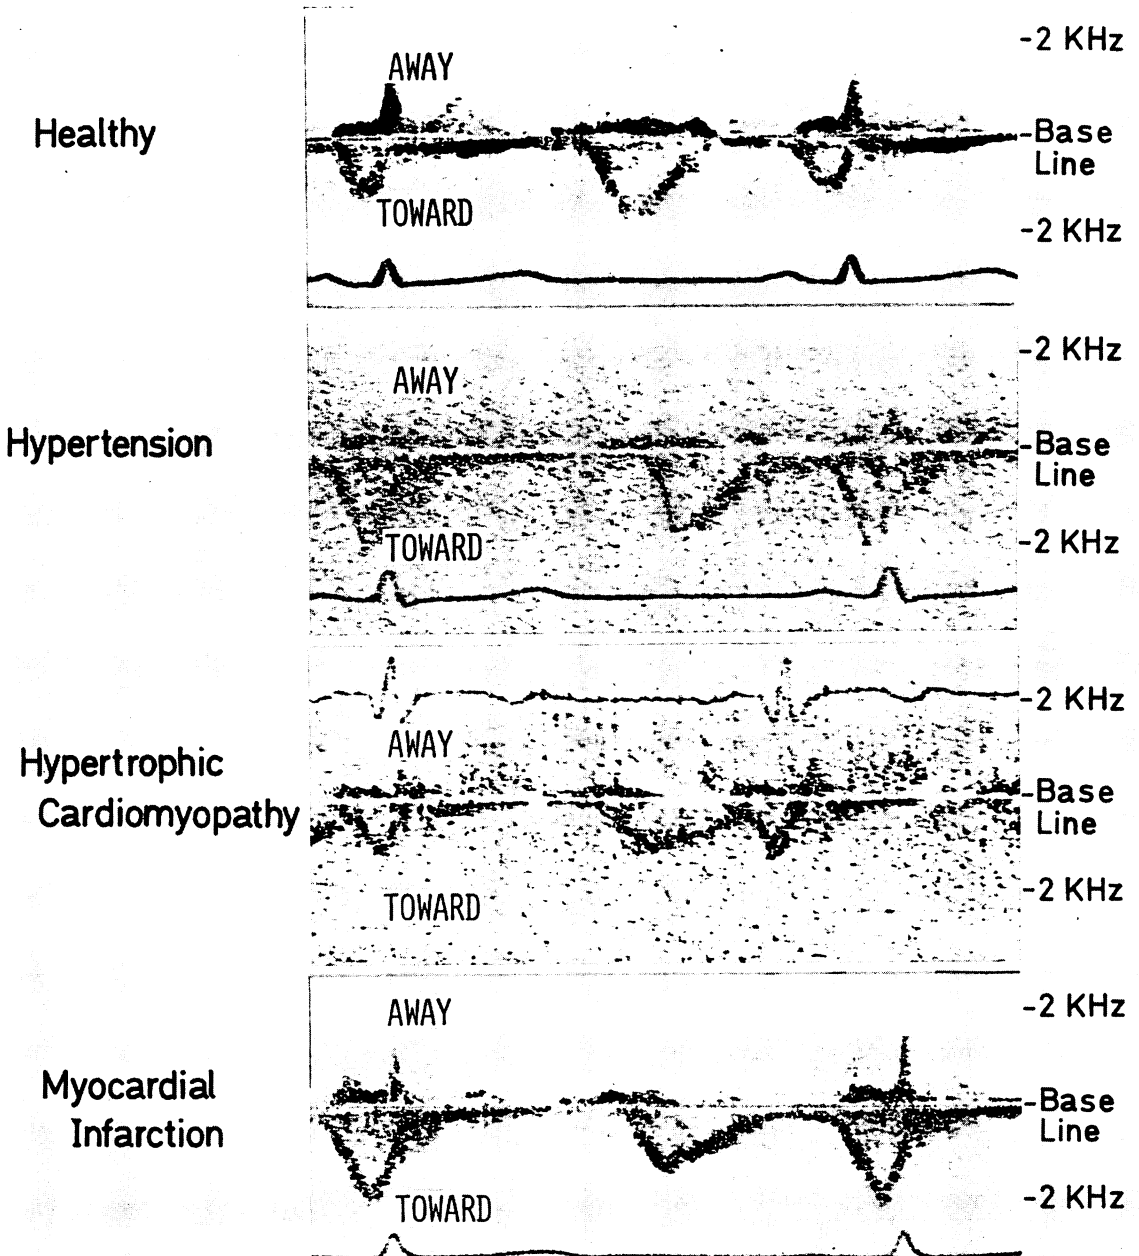 -2 KHz
AWAY
Healthy
-Base
Line
TOWARD
-2 KHz
-2 KHz
AWAY
Hypertension
-Base
Line
TOWARD
-2 KHz
-2 KHz
AWAY
Hypertrophic
Cardiomyopathy
-Base
Line
TOWARD
-2 KHz
AWAY
-2 KHz
Myocardial
Infarction
-Base
Line
TOWARD
-2 KHz